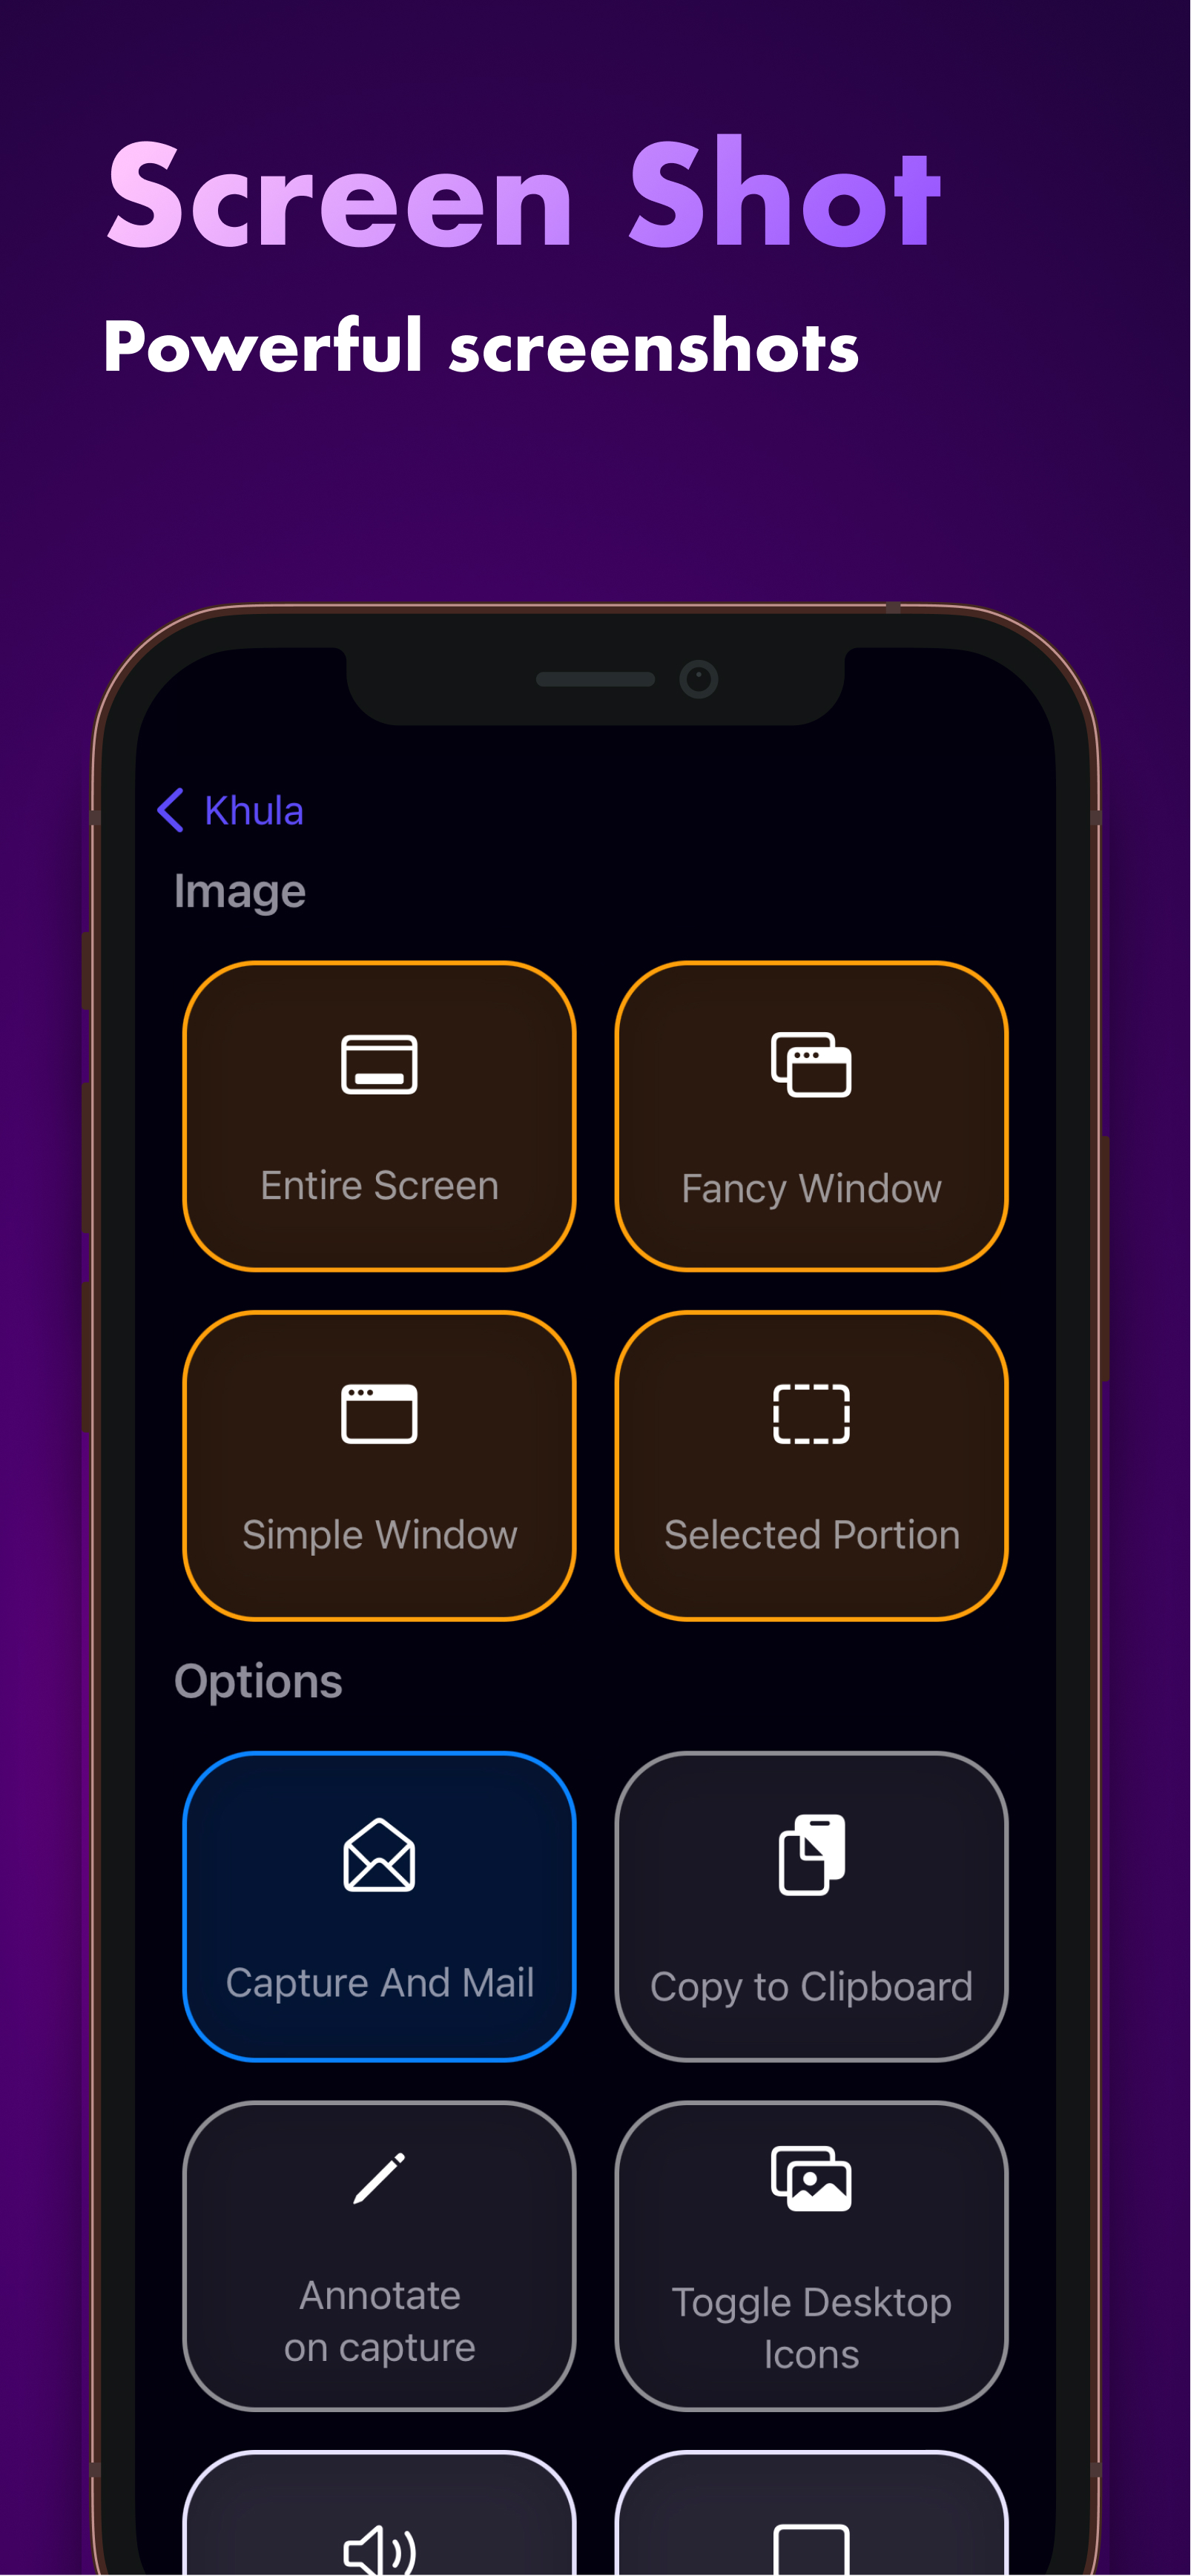 Screen Shot
Powerful screenshots
Khula
Image
Entire Screen
Fancy Window
Simple Window
Selected Portion
Options
Capture And Mail
Copy to Clipboard
Annotate
on capture
Toggle Desktop
Icons